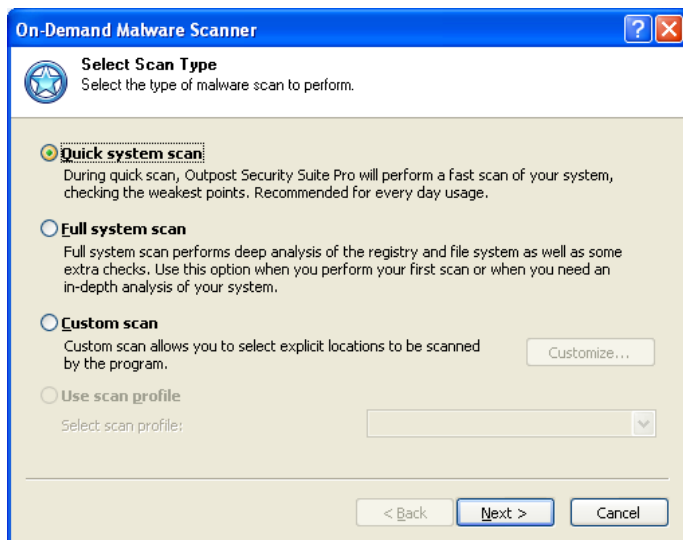 On-Demand Malware Scanner
Select Scan Type
Select the type of malware scan to perform.
Quick system scan
During quick scan, Outpost Security Suite Pro will perform a fast scan of your system,
checking the weakest points. Recommended for every day usage.
Full system scan
Full system scan performs deep analysis of the registry and file system as well as some
extra checks. Use this option when you perform your first scan or when you need an
in-depth analysis of your system.
Custom scan
Custom scan allows you to select explicit locations to be scanned
by the program.
Customize...
Use scan profile
Select scan profile:
< Back
Next >
Cancel